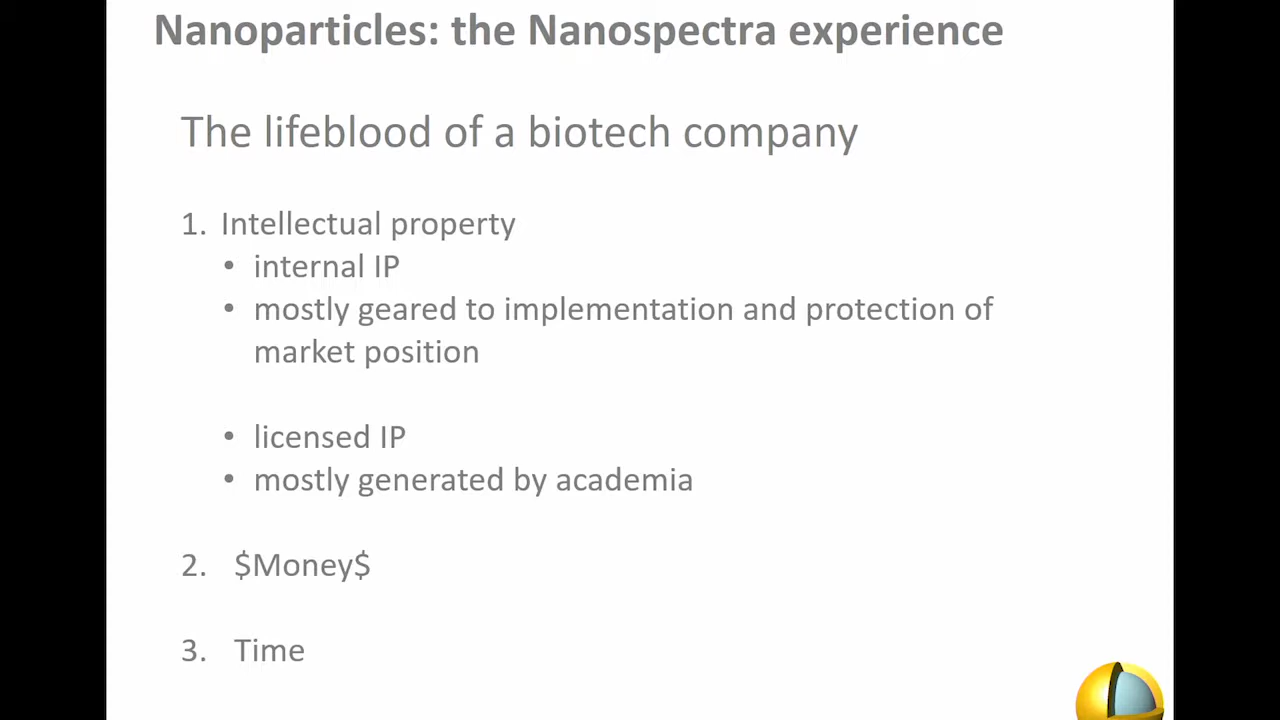 Nanoparticles: the Nanospectra experience
The lifeblood of a biotech company
1. Intellectual property
• internal IP
• mostly geared to implementation and protection of
market position
• licensed IP
• mostly generated by academia
2. $Money$
3. Time